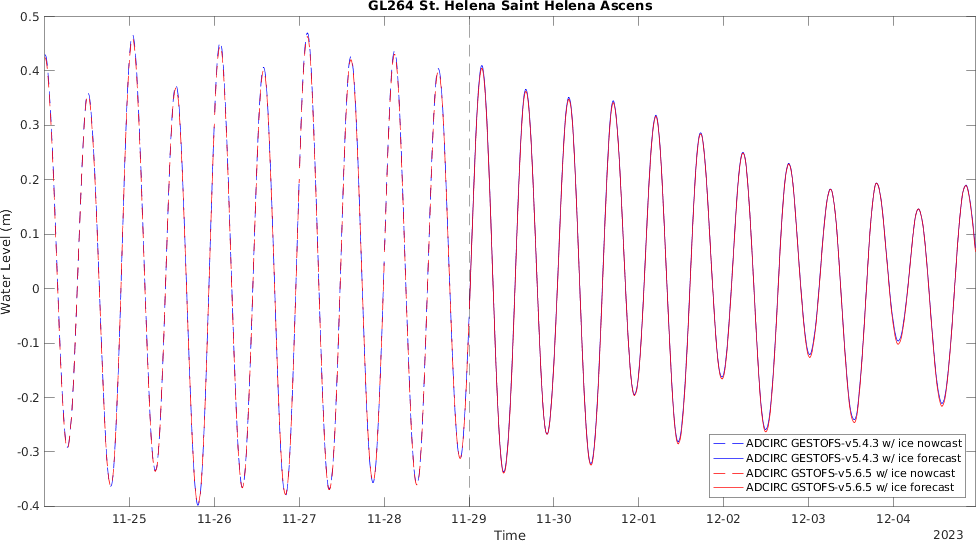 GL264 St. Helena Saint Helena Ascens
0.5
0.4
0.3
0.2
0.1
0
-0.1
-0.2
-0.3
-0.4
Water Level (m)
11-25 11-26 11-27 11-28 11-29 11-30 12-01 12-02 12-03 12-04
Time
2023
ADCIRC GESTOFS-v5.4.3 w/ ice nowcast
ADCIRC GESTOFS-v5.4.3 w/ ice forecast
ADCIRC GSTOFS-v5.6.5 w/ ice nowcast
ADCIRC GSTOFS-v5.6.5 w/ ice forecast